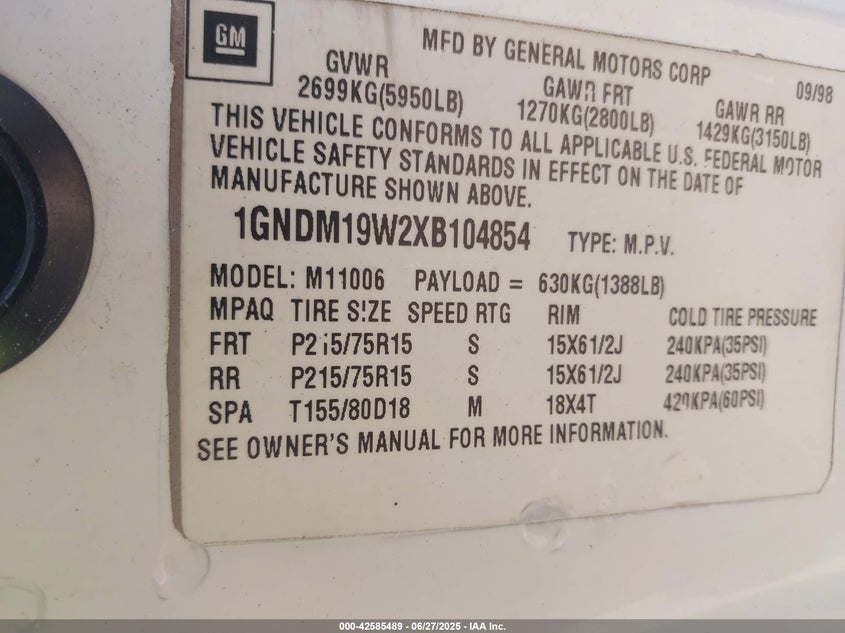 GM
MFD BY GENERAL MOTORS CORP
09/98
GVWR GAWR FRT GAWR RR
2699KG(5950LB) 1270KG(2800LB) 1429KG(3150LB)
THIS VEHICLE CONFORMS TO ALL APPLICABLE U.S. FEDERAL MOTOR
VEHICLE SAFETY STANDARDS IN EFFECT ON THE DATE OF
MANUFACTURE SHOWN ABOVE.
1GNDM19W2XB104854 TYPE: M.P.V.
MODEL: M11006 PAYLOAD = 630KG(1388LB)
MPAQ TIRE SIZE SPEED RTG RIM COLD TIRE PRESSURE
FRT P215/75R15 S 15X61/2J 240KPA(35PSI)
RR P215/75R15 S 15X61/2J 240KPA(35PSI)
SPA T155/80D18 M 18X4T 420KPA(60PSI)
SEE OWNER'S MANUAL FOR MORE INFORMATION.
000-42585489 - 06/27/2025 - IAA Inc.